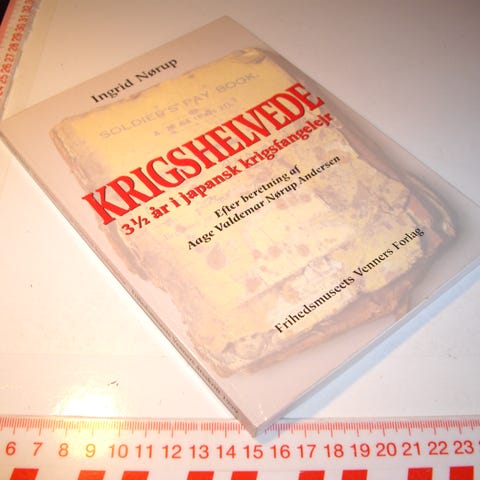 Ingrid Nørup
SOLDIER'S PAY BOOK.
KRIGSHELVEDE
3½ år i japansk krigsfangelejr
Efter beretning af
Aage Valdemar Nørup Andersen
Frihedsmuseets Venners Forlag
6 7 8 9 10 11 12 13 14 15 16 17 18 19 20 21 22 23